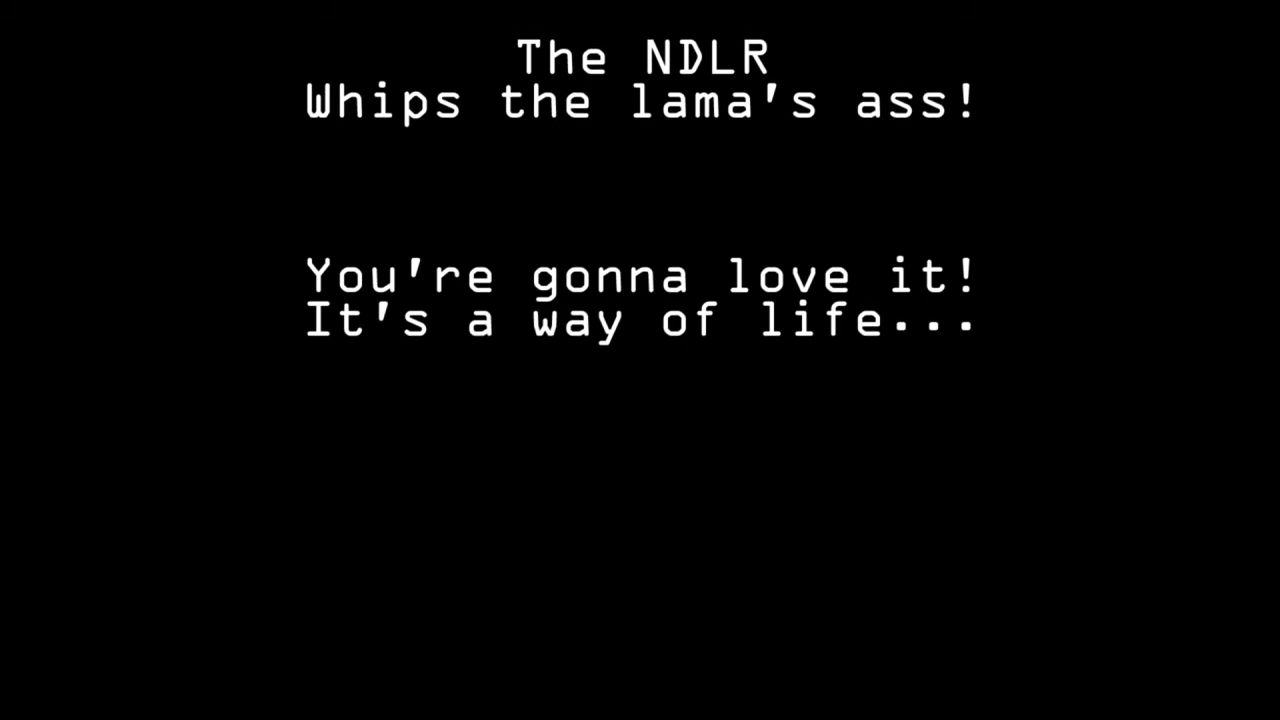 The NDLR
Whips the lama's ass!
You're gonna love it!
It's a way of life...